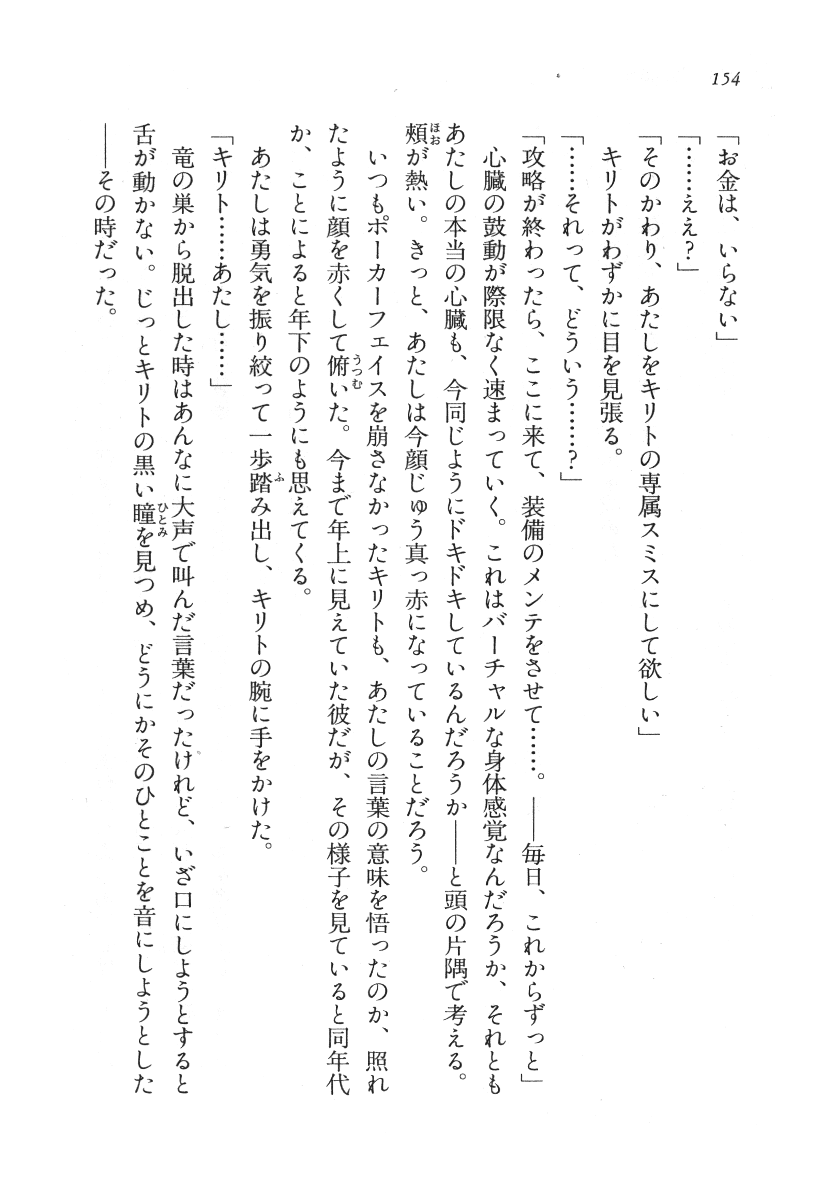 154
「お金は、いらない」
「……ええ？」
「そのかわり、あたしをキリトの専属スミスにして欲しい」
キリトがわずかに目を見張る。
「……それって、どういう……？」
「攻略が終わったら、ここに来て、装備のメンテをさせて……。――毎日、これからずっと」
心臓の鼓動が際限なく速まっていく。これはバーチャルな身体感覚なんだろうか、それとも
あたしの本当の心臓も、今同じようにドキドキしているんだろうか――と頭の片隅で考える。
頬が熱い。きっと、あたしは今顔じゅう真っ赤になっていることだろう。
いつもポーカーフェイスを崩さなかったキリトも、あたしの言葉の意味を悟ったのか、照れ
たように顔を赤くして俯いた。今まで年上に見えていた彼だが、その様子を見ていると同年代
か、ことによると年下のようにも思えてくる。
あたしは勇気を振り絞って一歩踏み出し、キリトの腕に手をかけた。
「キリト……あたし……」
竜の巣から脱出した時はあんなに大声で叫んだ言葉だったけれど、いざ口にしようとすると
舌が動かない。じっとキリトの黒い瞳を見つめ、どうにかそのひとことを音にしようとした
――その時だった。